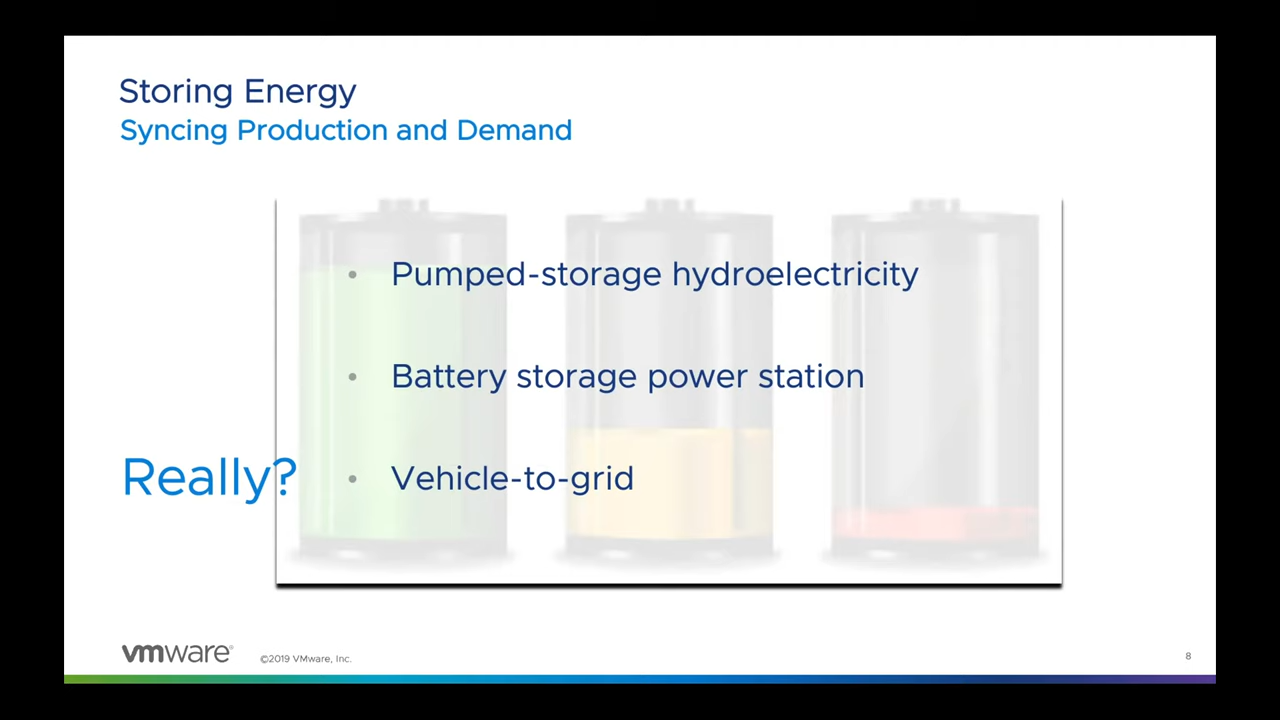 Storing Energy
Syncing Production and Demand
• Pumped-storage hydroelectricity
• Battery storage power station
Really? • Vehicle-to-grid
vmware® ©2019 VMware, Inc. 8